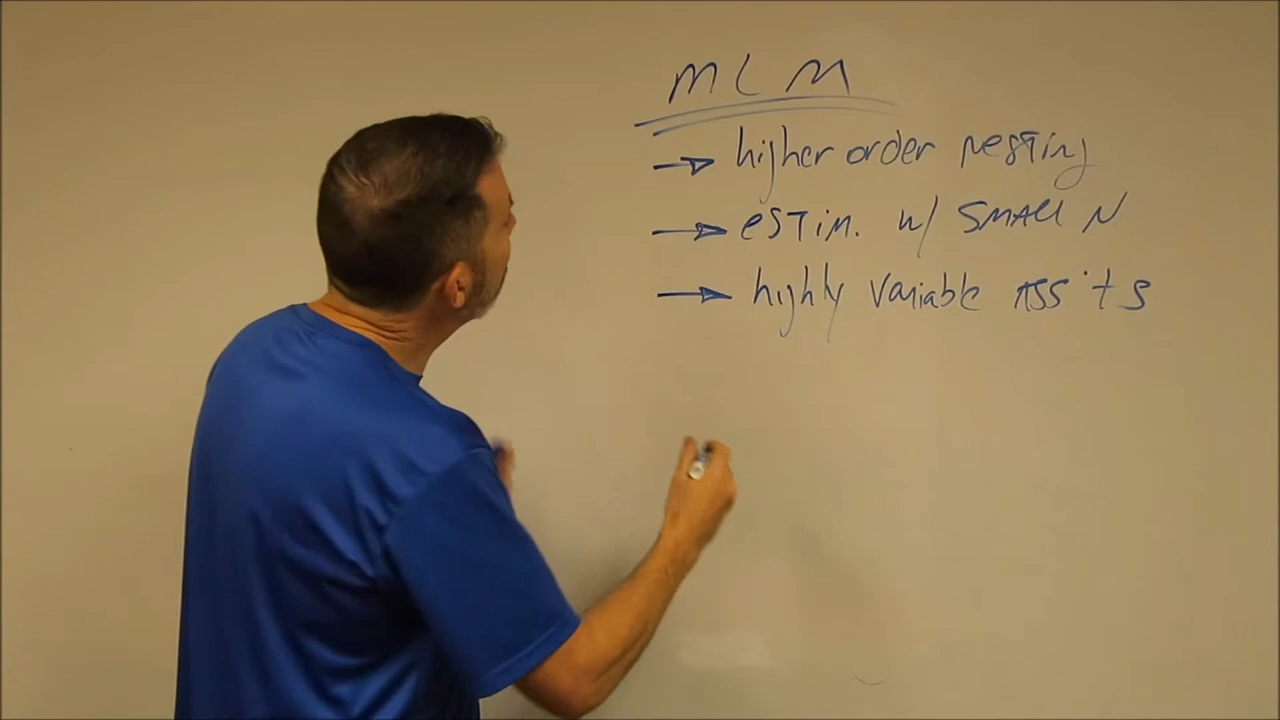 MLM
higher order nesting
estim. w/ SMALL N
highly variable ASS'ts